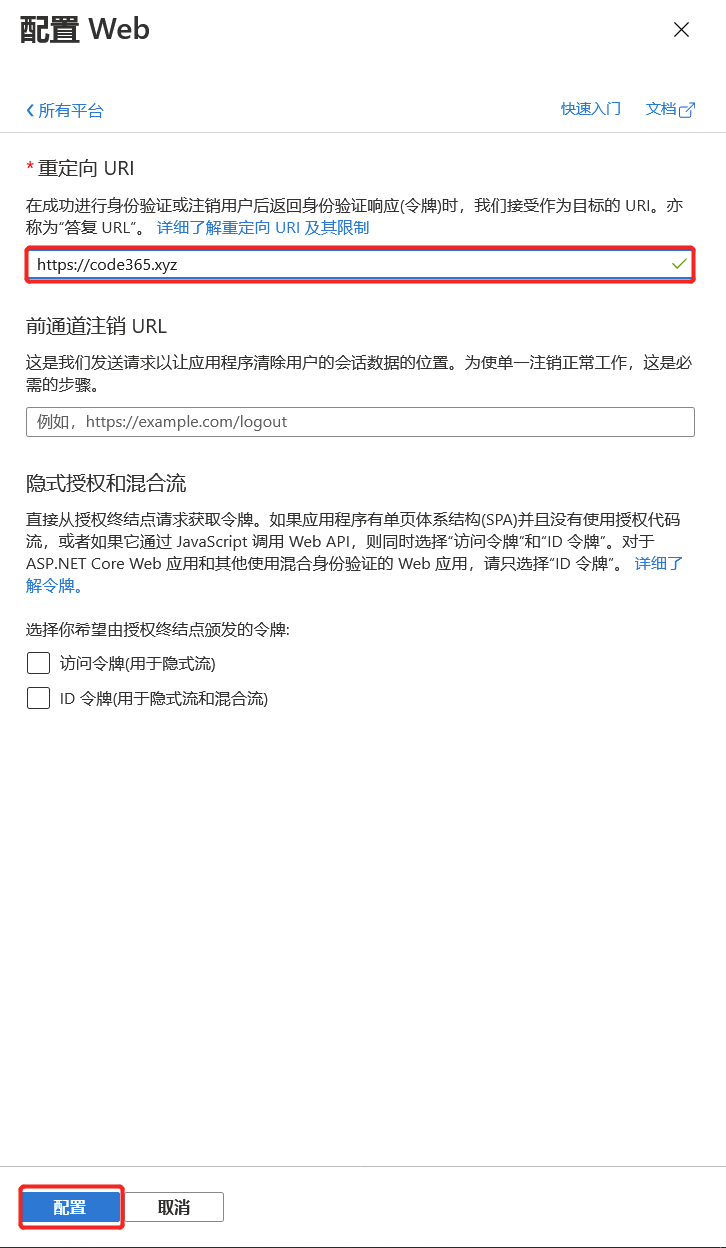 配置 Web
所有平台
快速入门 文档
* 重定向 URI
在成功进行身份验证或注销用户后返回身份验证响应(令牌)时，我们接受作为目标的 URI。亦
称为“答复 URL”。 详细了解重定向 URI 及其限制
https://code365.xyz
前通道注销 URL
这是我们发送请求以让应用程序清除用户的会话数据的位置。为使单一注销正常工作，这是必
需的步骤。
例如，https://example.com/logout
隐式授权和混合流
直接从授权终结点请求获取令牌。如果应用程序有单页体系结构(SPA)并且没有使用授权代码
流，或者如果它通过 JavaScript 调用 Web API，则同时选择“访问令牌”和“ID 令牌”。对于
ASP.NET Core Web 应用和其他使用混合身份验证的 Web 应用，请只选择“ID 令牌”。 详细了
解令牌。
选择你希望由授权终结点颁发的令牌:
访问令牌(用于隐式流)
ID 令牌(用于隐式流和混合流)
配置 取消